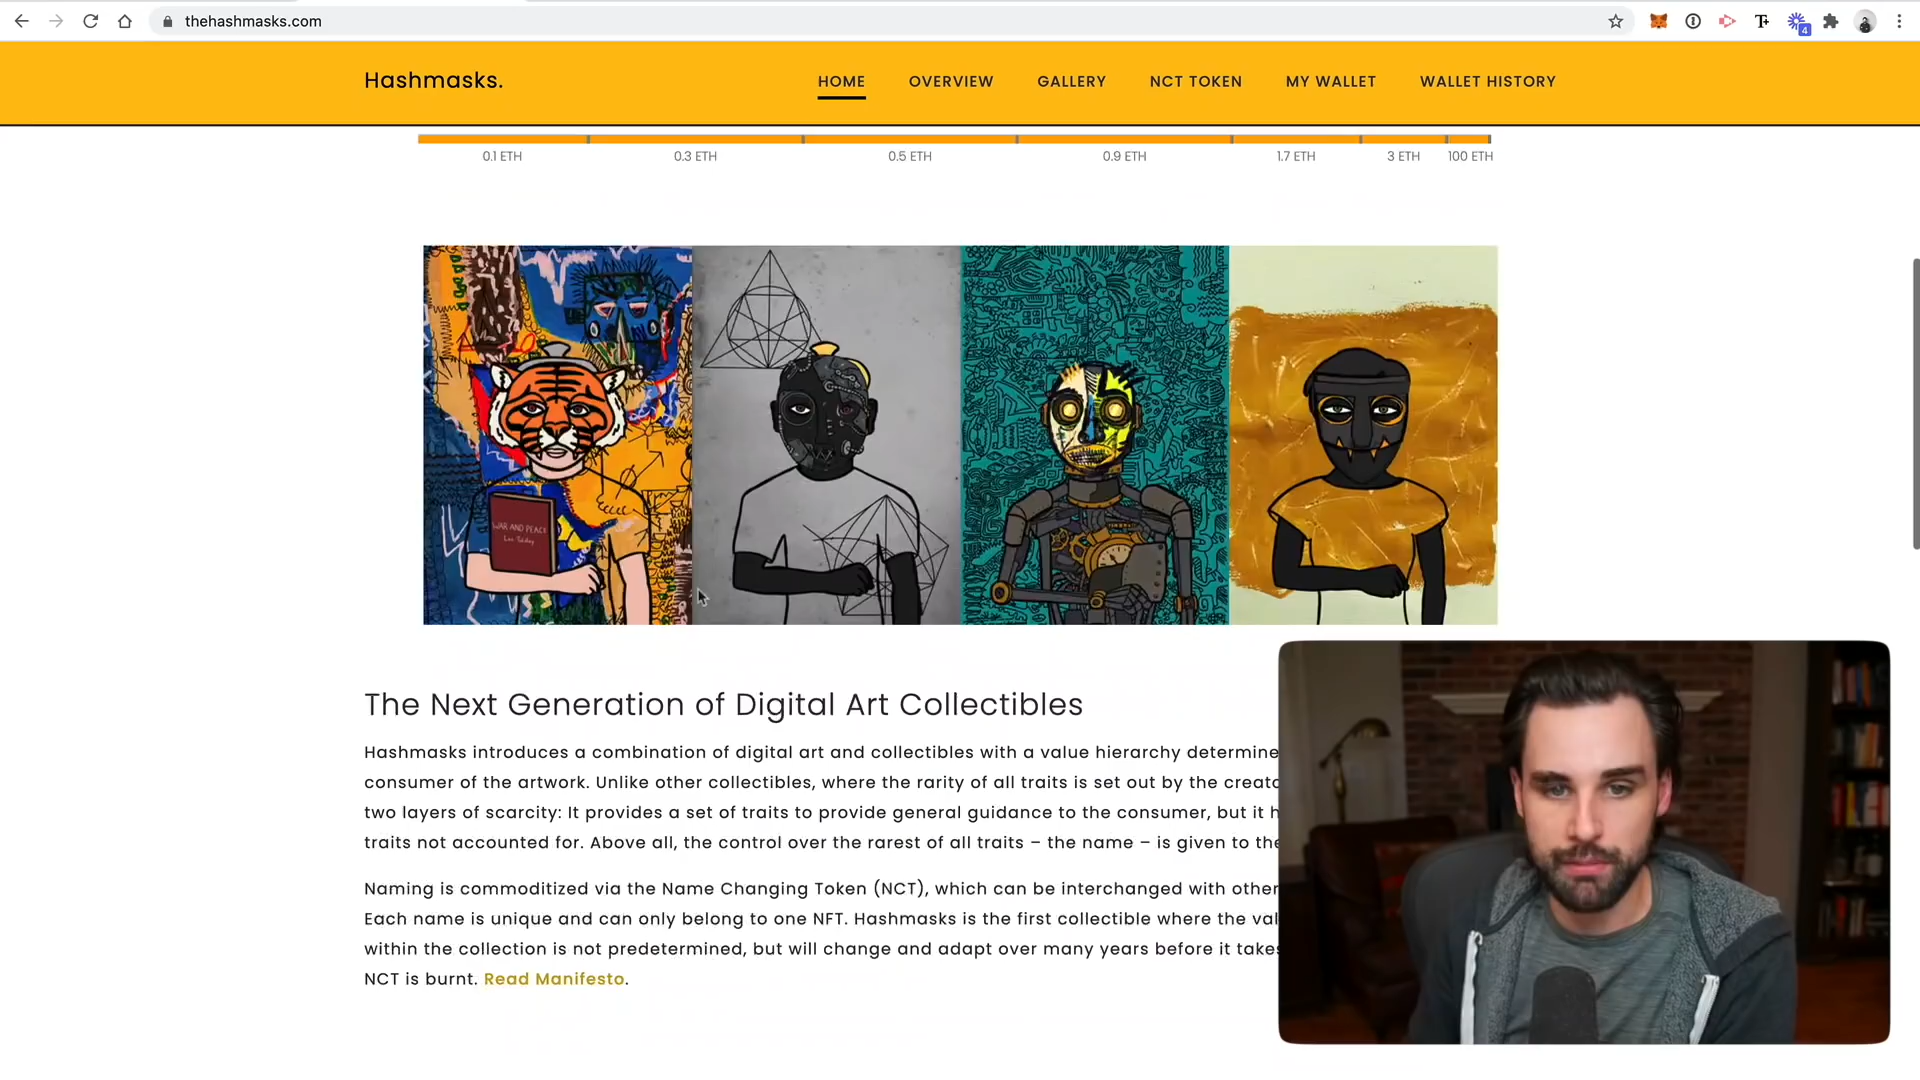 thehashmasks.com
4
Hashmasks.
HOME OVERVIEW GALLERY NCT TOKEN MY WALLET WALLET HISTORY
0.1 ETH 0.3 ETH 0.5 ETH 0.9 ETH 1.7 ETH 3 ETH 100 ETH
WAR AND PEACE
Leo Tolstoy
The Next Generation of Digital Art Collectibles
Hashmasks introduces a combination of digital art and collectibles with a value hierarchy determine
consumer of the artwork. Unlike other collectibles, where the rarity of all traits is set out by the creato
two layers of scarcity: It provides a set of traits to provide general guidance to the consumer, but it h
traits not accounted for. Above all, the control over the rarest of all traits – the name – is given to the
Naming is commoditized via the Name Changing Token (NCT), which can be interchanged with other
Each name is unique and can only belong to one NFT. Hashmasks is the first collectible where the val
within the collection is not predetermined, but will change and adapt over many years before it takes
NCT is burnt. Read Manifesto.